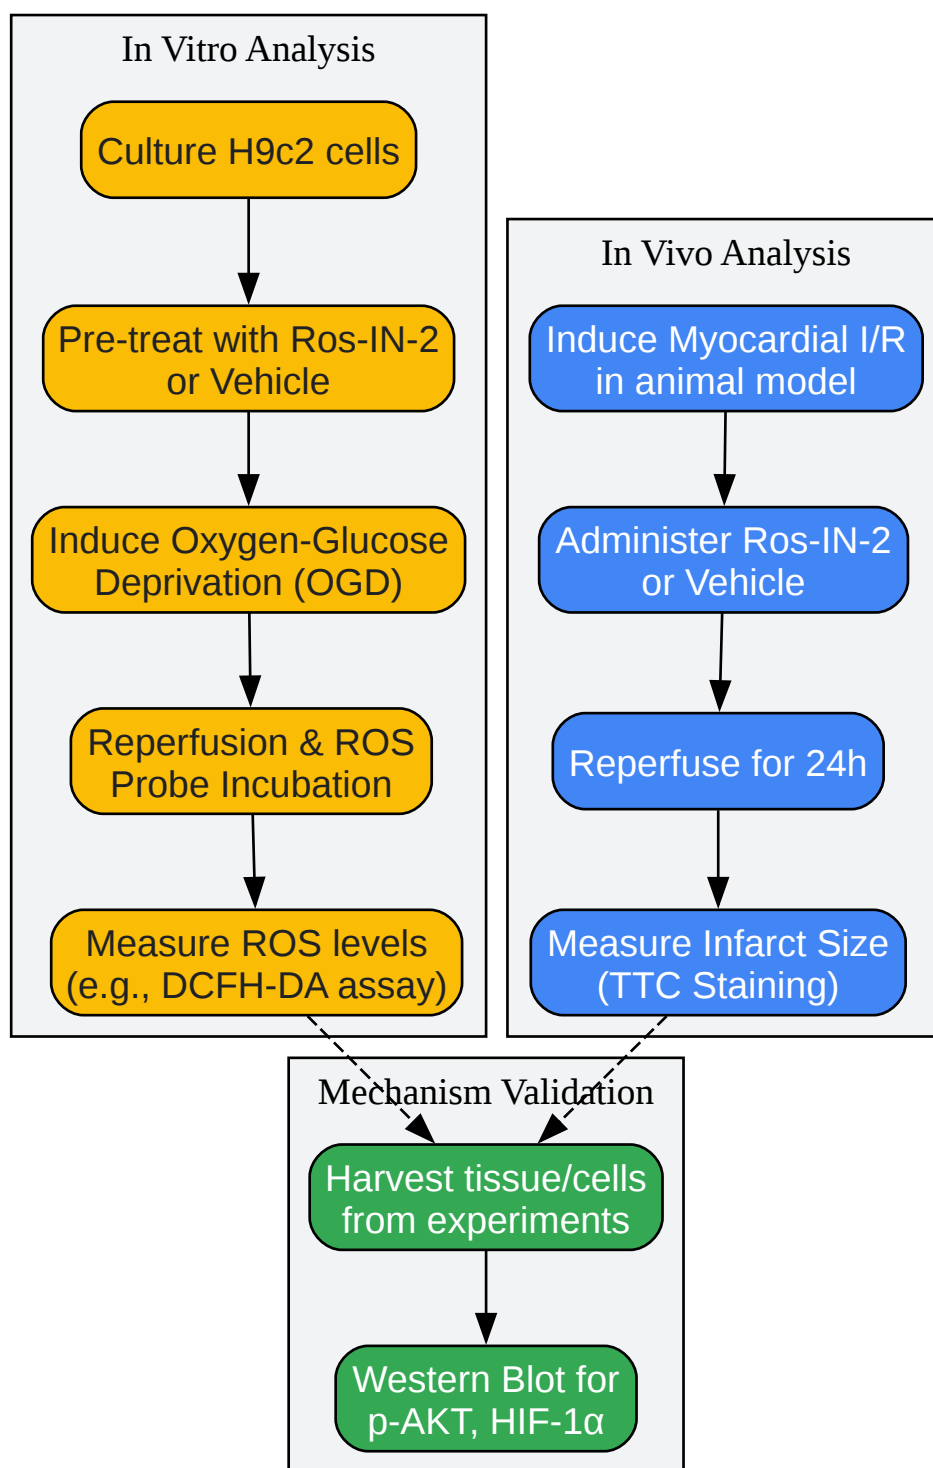 In Vitro Analysis
Culture H9c2 cells
Pre-treat with Ros-IN-2
or Vehicle
Induce Oxygen-Glucose
Deprivation (OGD)
Reperfusion & ROS
Probe Incubation
Measure ROS levels
(e.g., DCFH-DA assay)
In Vivo Analysis
Induce Myocardial I/R
in animal model
Administer Ros-IN-2
or Vehicle
Reperfuse for 24h
Measure Infarct Size
(TTC Staining)
Mechanism Validation
Harvest tissue/cells
from experiments
Western Blot for
p-AKT, HIF-1α